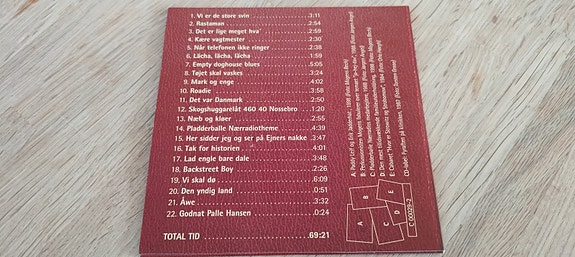 1. Vi er de store svin 3:11
2. Rastaman 2:54
3. Det er lige meget hva' 2:59
4. Kære vagtmester 2:30
5. Når telefonen ikke ringer 2:38
6. Lácha, lácha, lácha 1:59
7. Empty doghouse blues 5:05
8. Tøjet skal vaskes 3:24
9. Mark og enge 4:25
10. Roadie 3:58
11. Det var Danmark 2:50
12. Skogshuggarelåt 460 40 Nossebro 1:20
13. Næb og kløer 2:55
14. Pladderballe Nærradiotheme 4:39
15. Her sidder jeg og ser på Ejners nakke 3:47
16. Tak for historien 4:01
17. Lad engle bare dale 3:48
18. Backstreet Boy 2:26
19. Vi skal dø 6:09
20. Den yndig land 0:51
21. Åwe 3:32
22. Godnat Palle Hansen 0:24
TOTAL TID 69:21
A
B
C
D
E
C 00029-2